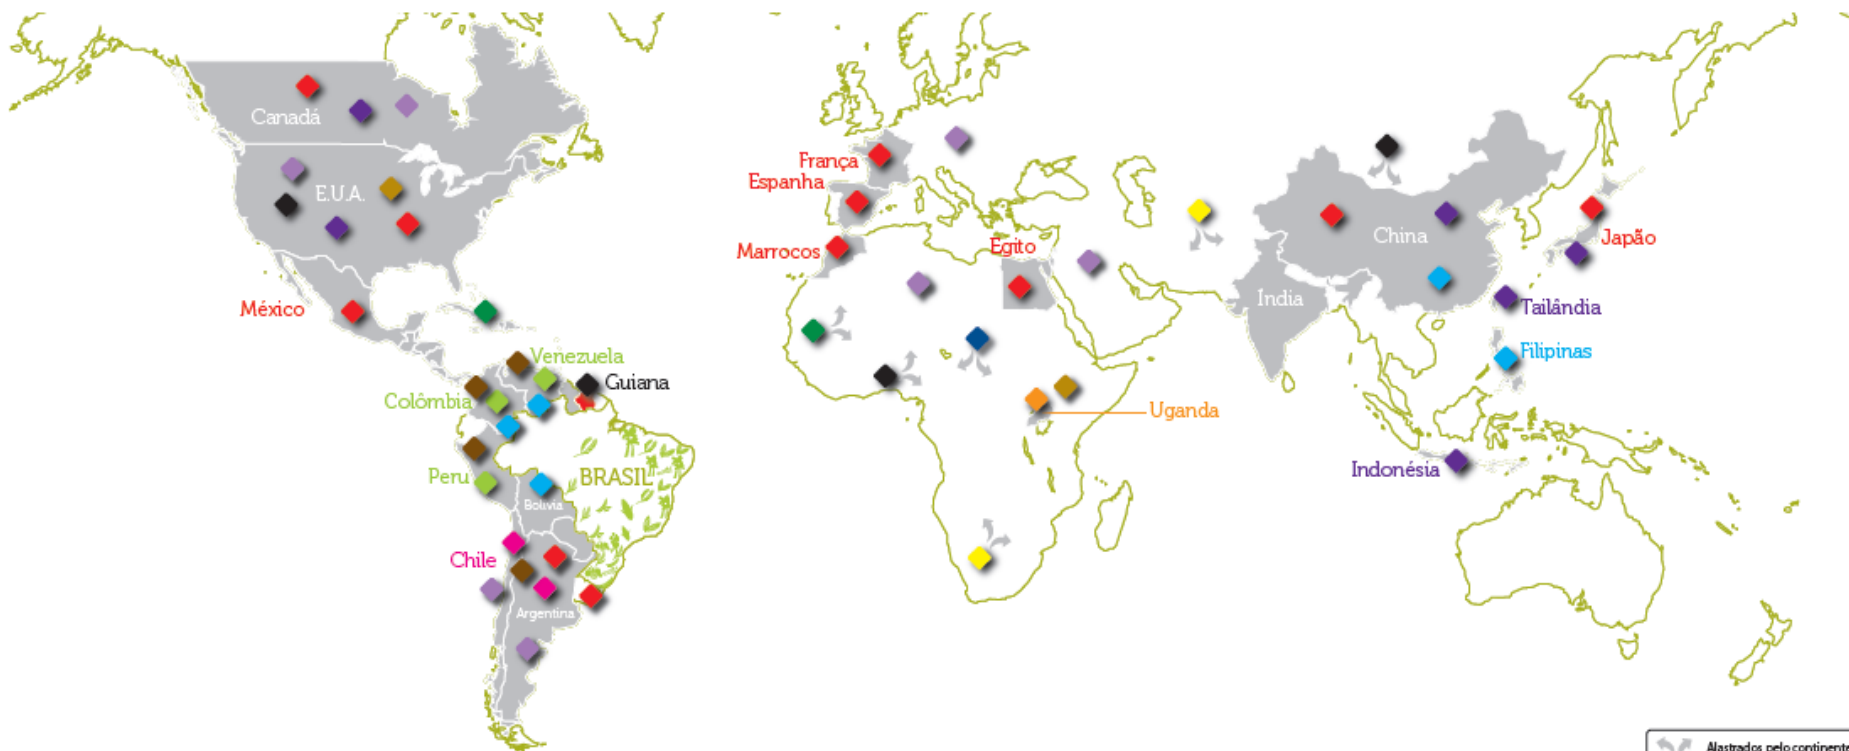 Canadá
E.U.A.
México
Venezuela
Guiana
Colômbia
Peru
BRASIL
Bolívia
Chile
Argentina
França
Espanha
Marrocos
Egito
Uganda
China
Índia
Japão
Tailândia
Filipinas
Indonésia
Alastrados pelo continente